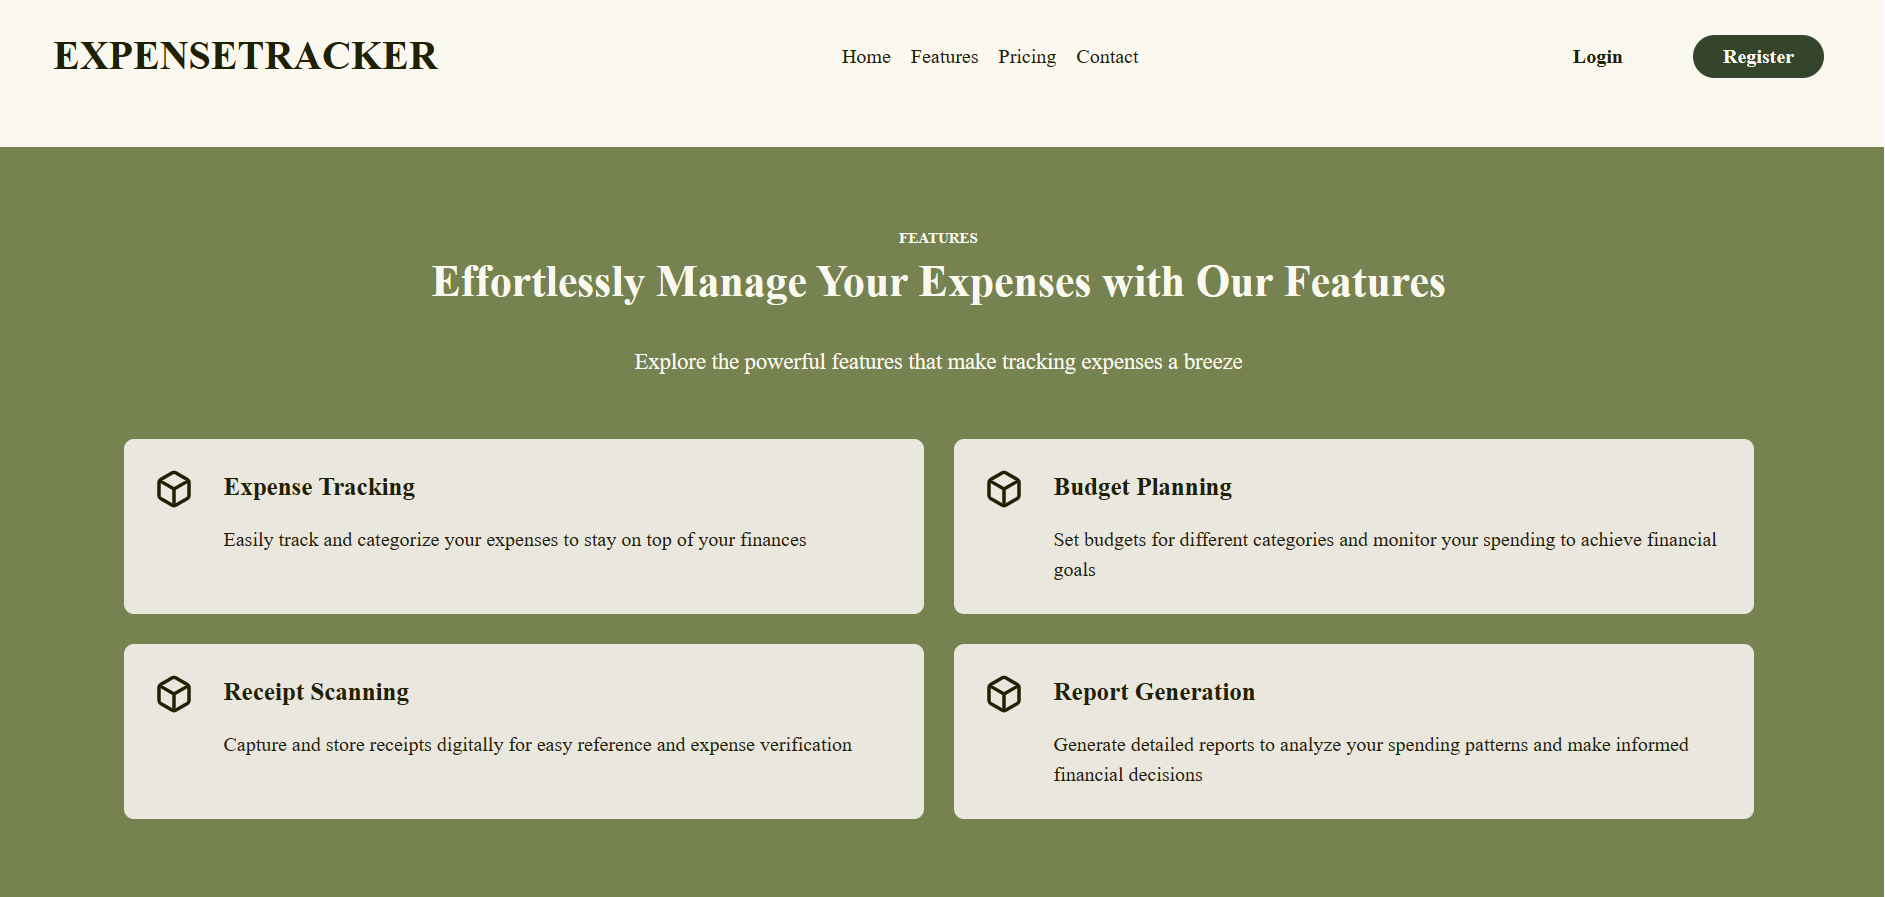 EXPENSETRACKER
Home Features Pricing Contact
Login
Register
FEATURES
Effortlessly Manage Your Expenses with Our Features
Explore the powerful features that make tracking expenses a breeze
Expense Tracking
Easily track and categorize your expenses to stay on top of your finances
Budget Planning
Set budgets for different categories and monitor your spending to achieve financial
goals
Receipt Scanning
Capture and store receipts digitally for easy reference and expense verification
Report Generation
Generate detailed reports to analyze your spending patterns and make informed
financial decisions